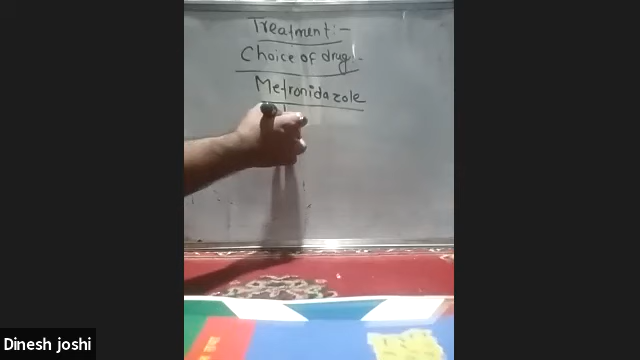 Treatment:-
Choice of drug:-
Metronidazole
Dinesh joshi